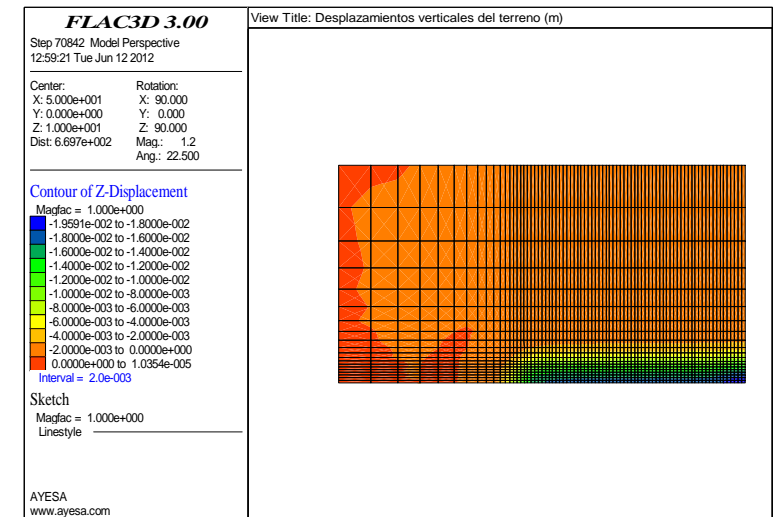 FLAC3D 3.00
Step 70842 Model Perspective
12:59:21 Tue Jun 12 2012
Center:
X: 5.000e+001
Y: 0.000e+000
Z: 1.000e+001
Dist: 6.697e+002
Rotation:
X: 90.000
Y: 0.000
Z: 90.000
Mag.: 1.2
Ang.: 22.500
Contour of Z-Displacement
Magfac = 1.000e+000
-1.9591e-002 to -1.8000e-002
-1.8000e-002 to -1.6000e-002
-1.6000e-002 to -1.4000e-002
-1.4000e-002 to -1.2000e-002
-1.2000e-002 to -1.0000e-002
-1.0000e-002 to -8.0000e-003
-8.0000e-003 to -6.0000e-003
-6.0000e-003 to -4.0000e-003
-4.0000e-003 to -2.0000e-003
-2.0000e-003 to 0.0000e+000
0.0000e+000 to 1.0354e-005
Interval = 2.0e-003
Sketch
Magfac = 1.000e+000
Linestyle
AYESA
www.ayesa.com
View Title: Desplazamientos verticales del terreno (m)